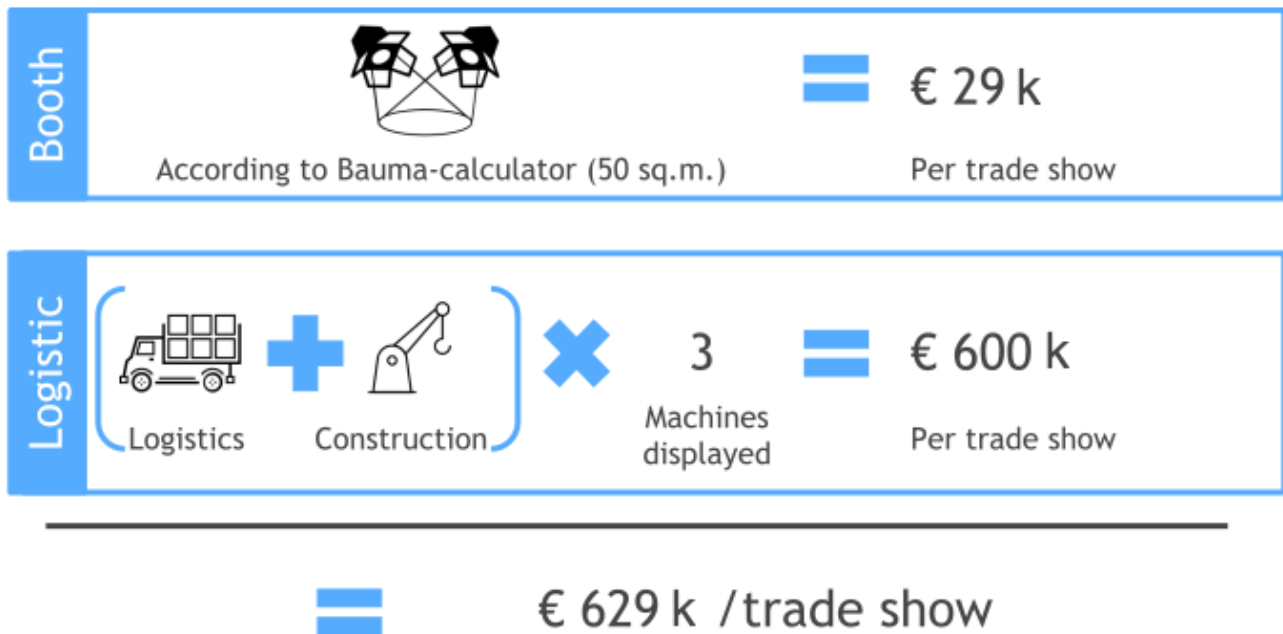 Booth
According to Bauma-calculator (50 sq.m.)
€ 29 k
Per trade show
Logistic
Logistics
Construction
3
Machines
displayed
€ 600 k
Per trade show
€ 629 k /trade show